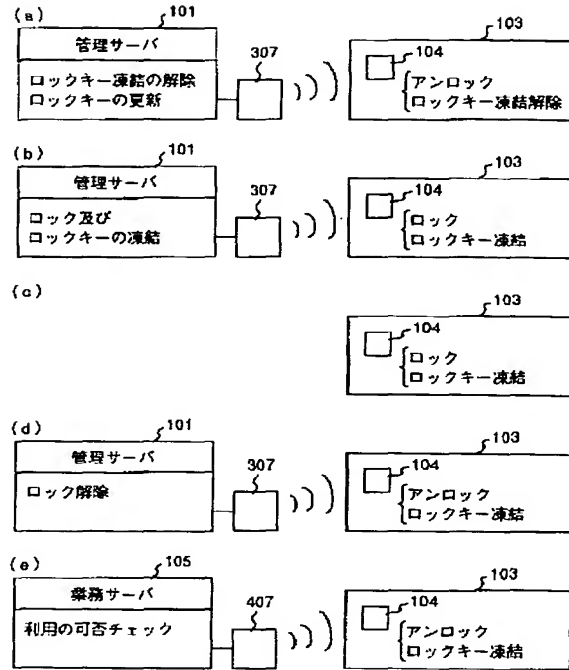 (a)
101
管理サーバ
ロックキー凍結の解除
ロックキーの更新
307
103
104
アンロック
ロックキー凍結解除
(b)
101
管理サーバ
ロック及び
ロックキーの凍結
307
103
104
ロック
ロックキー凍結
(c)
103
104
ロック
ロックキー凍結
(d)
101
管理サーバ
ロック解除
307
103
104
アンロック
ロックキー凍結
(e)
105
業務サーバ
利用の可否チェック
407
103
104
アンロック
ロックキー凍結